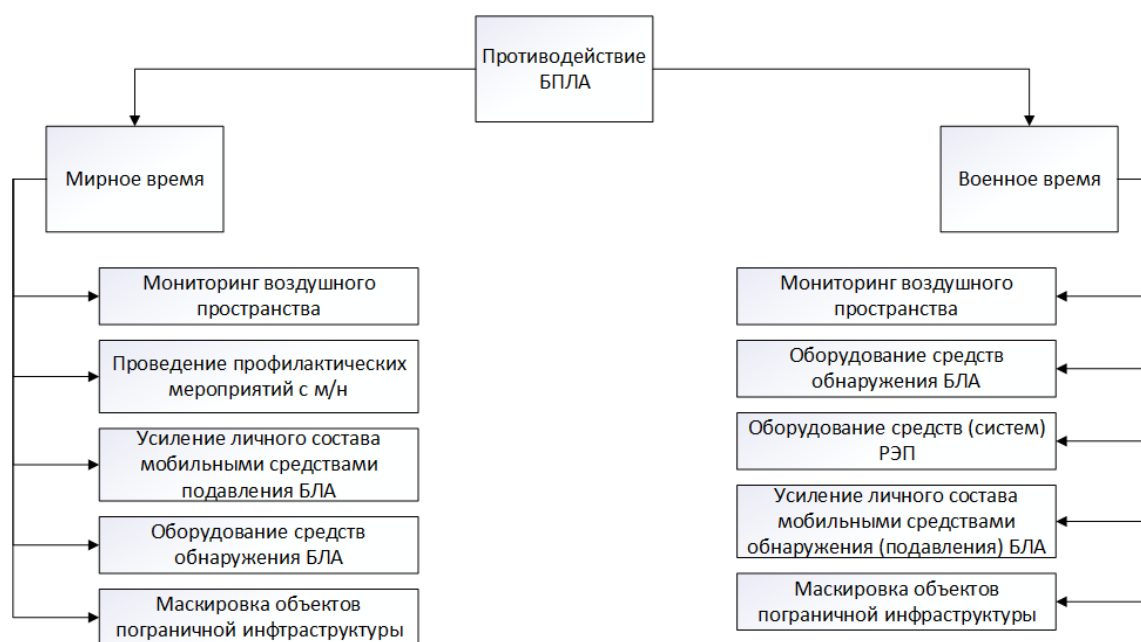 Противодействие
БПЛА
Мирное время
Военное время
Мониторинг воздушного
пространства
Проведение профилактических
мероприятий с м/н
Усиление личного состава
мобильными средствами
подавления БЛА
Оборудование средств
обнаружения БЛА
Маскировка объектов
пограничной инфтраструктуры
Мониторинг воздушного
пространства
Оборудование средств
обнаружения БЛА
Оборудование средств (систем)
РЭП
Усиление личного состава
мобильными средствами
обнаружения (подавления) БЛА
Маскировка объектов
пограничной инфраструктуры